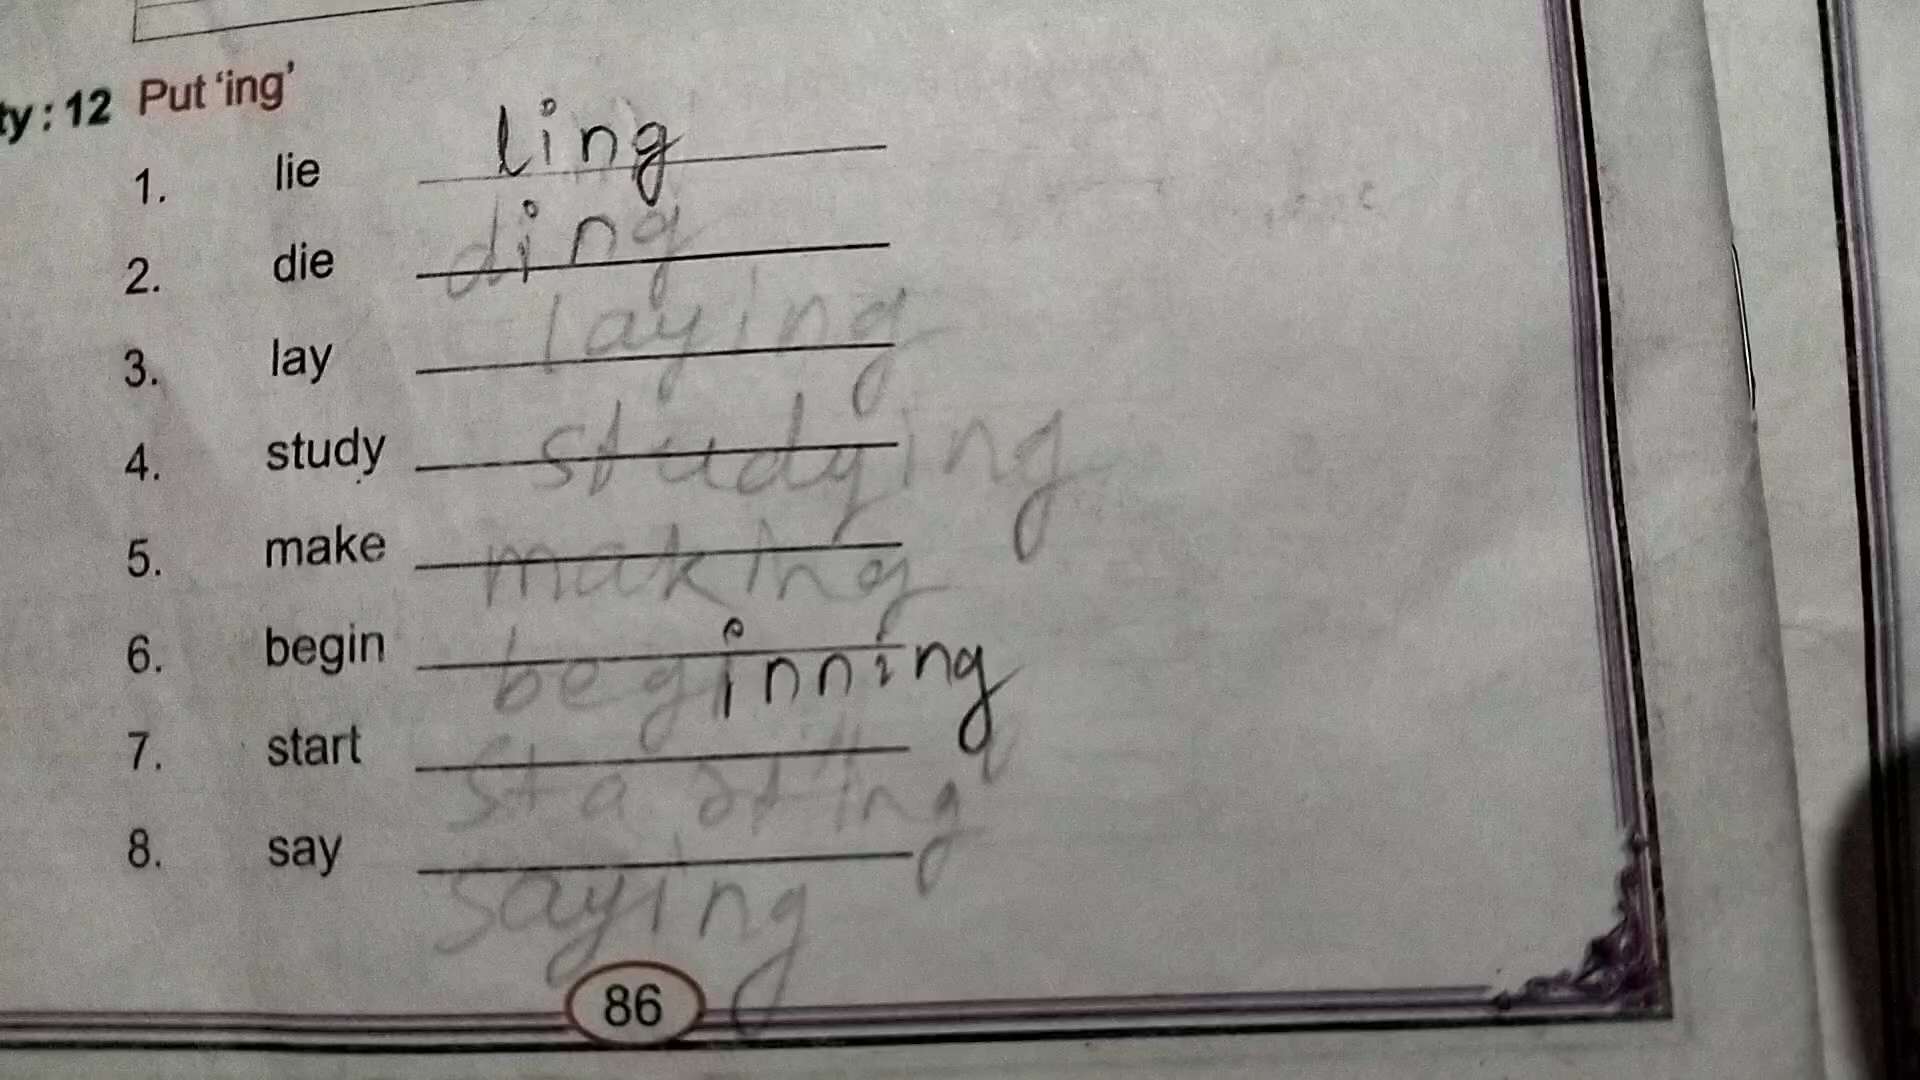 ty : 12 Put 'ing'
1. lie ling
2. die ding
3. lay laying
4. study studying
5. make making
6. begin beginning
7. start starting
8. say saying
86